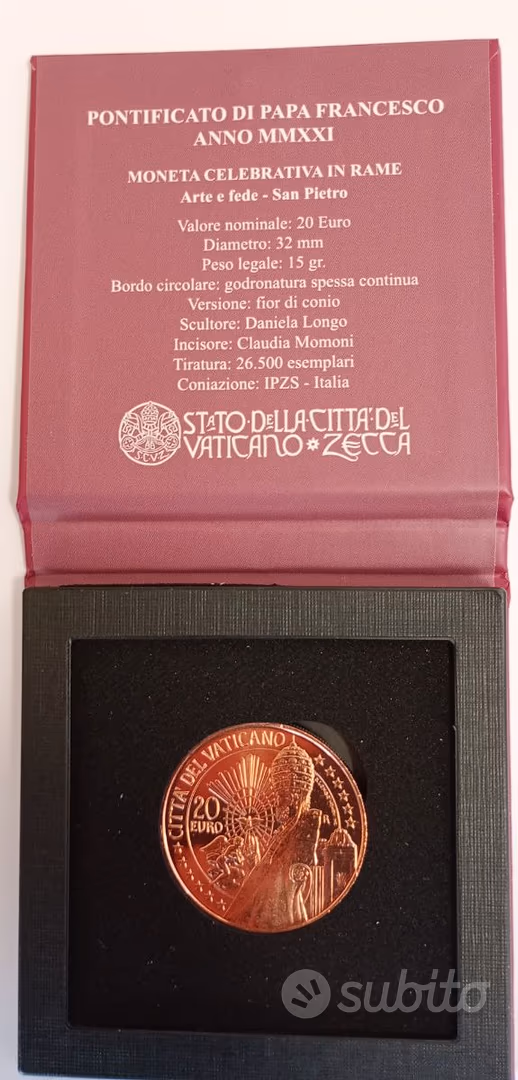 PONTIFICATO DI PAPA FRANCESCO
ANNO MMXXI
MONETA CELEBRATIVA IN RAME
Arte e fede - San Pietro
Valore nominale: 20 Euro
Diametro: 32 mm
Peso legale: 15 gr.
Bordo circolare: godronatura spessa continua
Versione: fior di conio
Scultore: Daniela Longo
Incisore: Claudia Momoni
Tiratura: 26.500 esemplari
Coniazione: IPZS - Italia
S.C.V.Z.
STATO·DELLA·CITTA'·DEL
VATICANO * ZECCA
CITTA' DEL VATICANO
20
EURO
R
subito